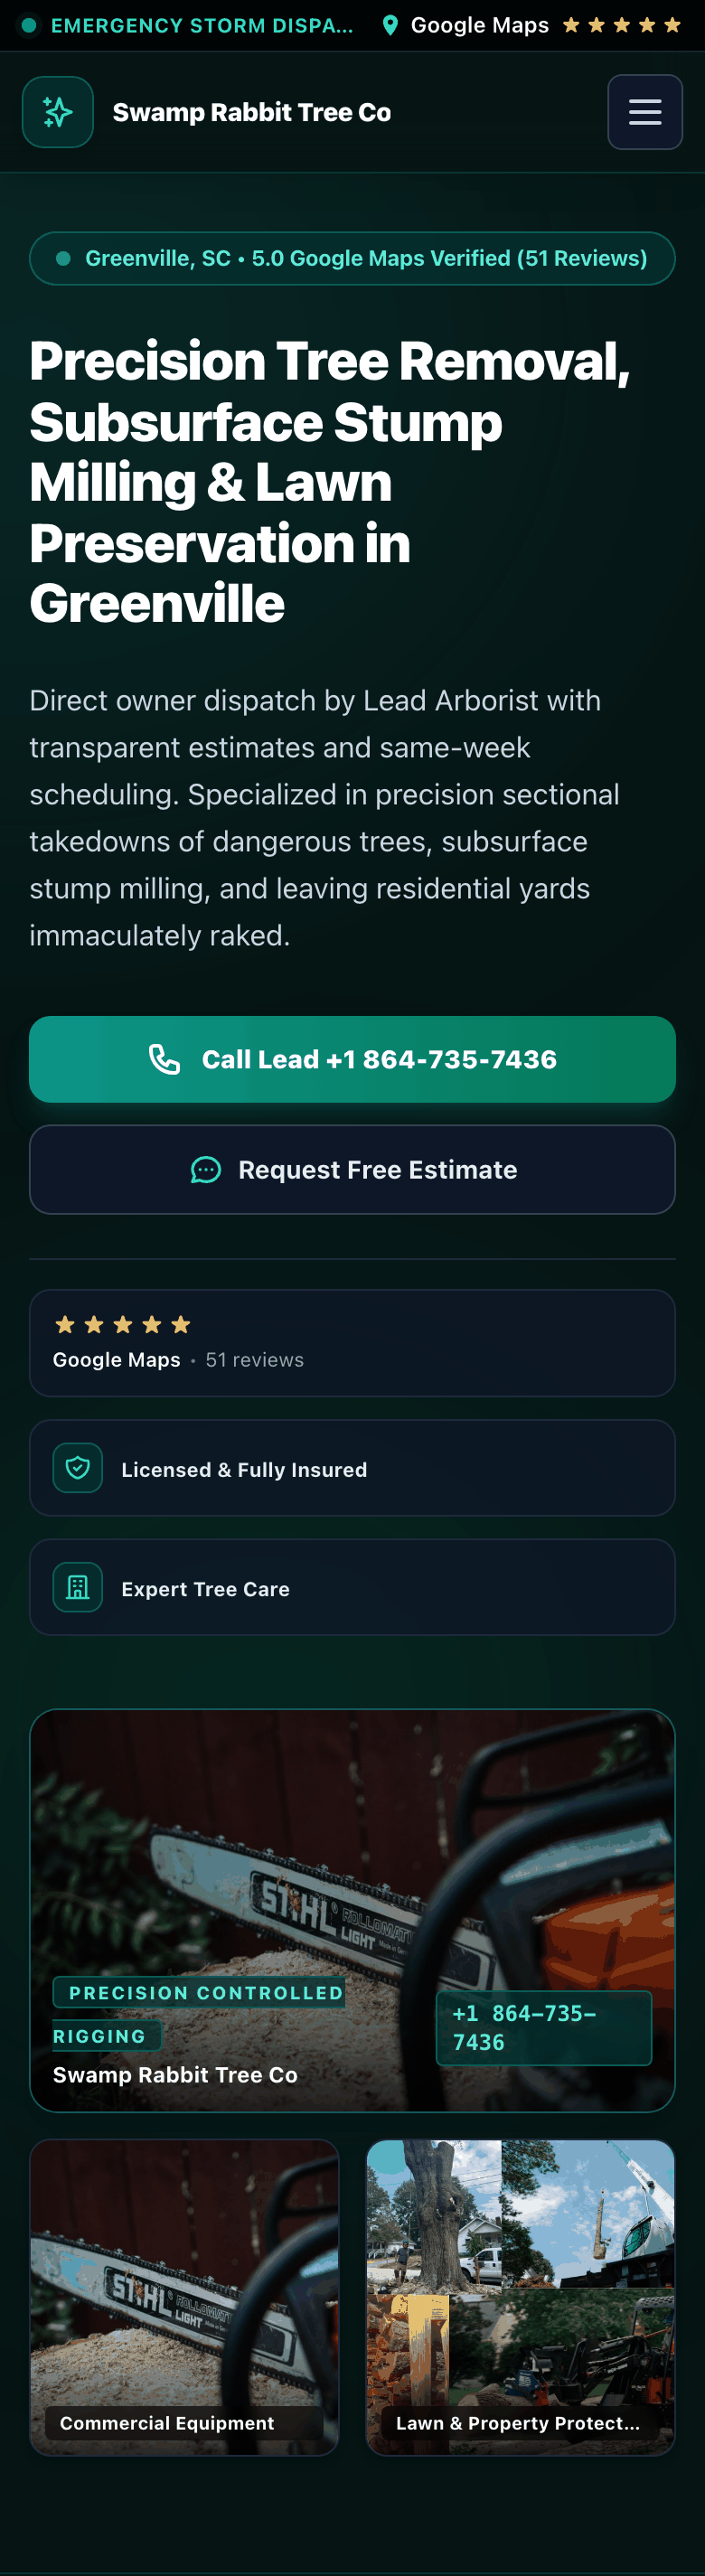 EMERGENCY STORM DISPA...
Google Maps
Swamp Rabbit Tree Co
Greenville, SC • 5.0 Google Maps Verified (51 Reviews)
Precision Tree Removal,
Subsurface Stump
Milling & Lawn
Preservation in
Greenville
Direct owner dispatch by Lead Arborist with
transparent estimates and same-week
scheduling. Specialized in precision sectional
takedowns of dangerous trees, subsurface
stump milling, and leaving residential yards
immaculately raked.
Call Lead +1 864-735-7436
Request Free Estimate
Google Maps • 51 reviews
Licensed & Fully Insured
Expert Tree Care
STIHL
ROLLOMATIC
LIGHT
Made in
PRECISION CONTROLLED
RIGGING
Swamp Rabbit Tree Co
+1 864-735-
7436
STIHL
LIGHT
Commercial Equipment
Lawn & Property Protect...